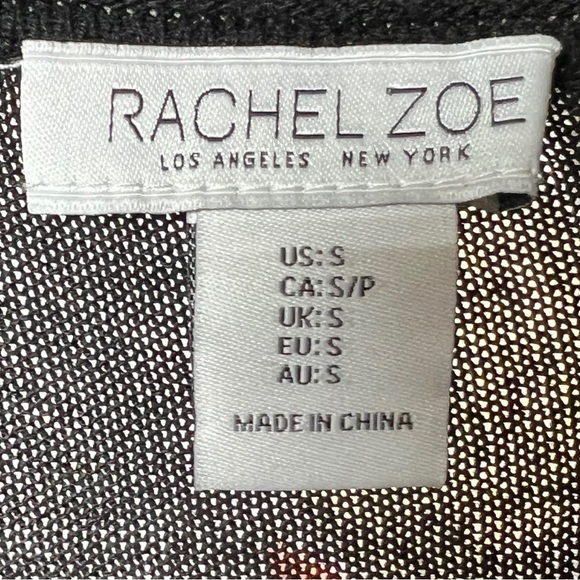 RACHEL ZOE
LOS ANGELES NEW YORK
US: S
CA: S/P
UK: S
EU: S
AU: S
MADE IN CHINA